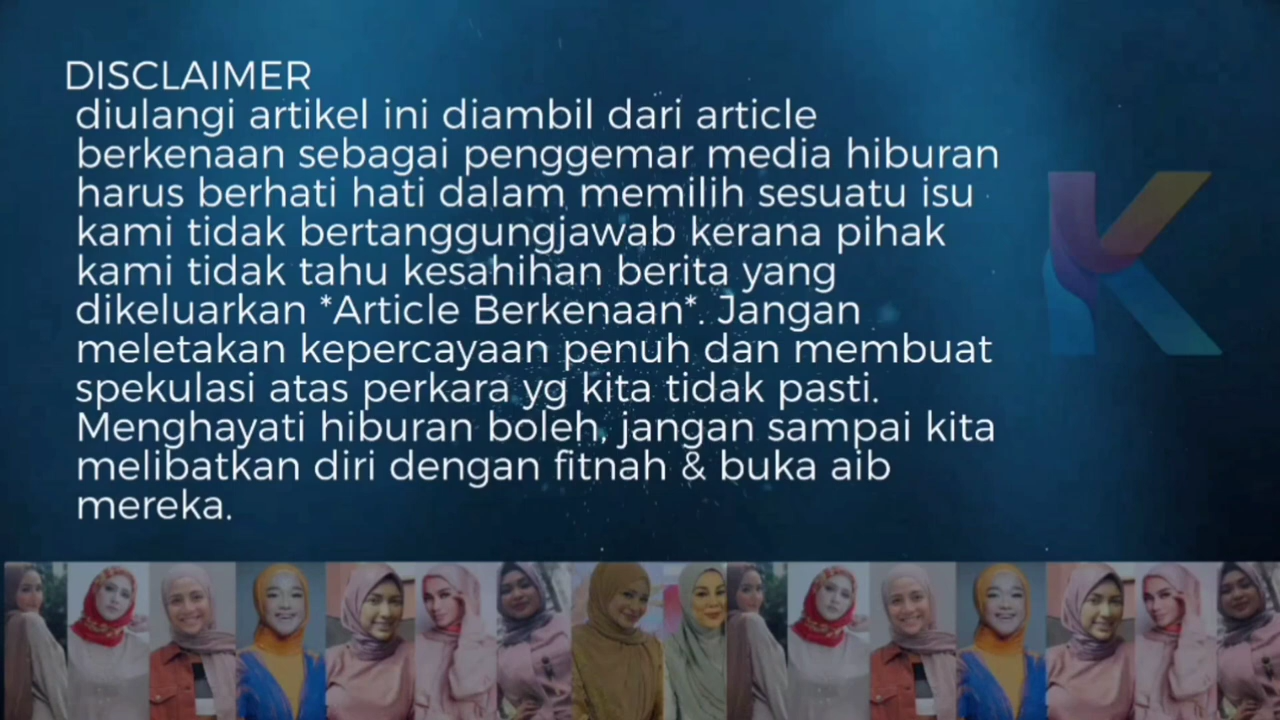 DISCLAIMER
diulangi artikel ini diambil dari article
berkenaan sebagai penggemar media hiburan
harus berhati hati dalam memilih sesuatu isu
kami tidak bertanggungjawab kerana pihak
kami tidak tahu kesahihan berita yang
dikeluarkan *Article Berkenaan*. Jangan
meletakan kepercayaan penuh dan membuat
spekulasi atas perkara yg kita tidak pasti.
Menghayati hiburan boleh, jangan sampai kita
melibatkan diri dengan fitnah & buka aib
mereka.
K